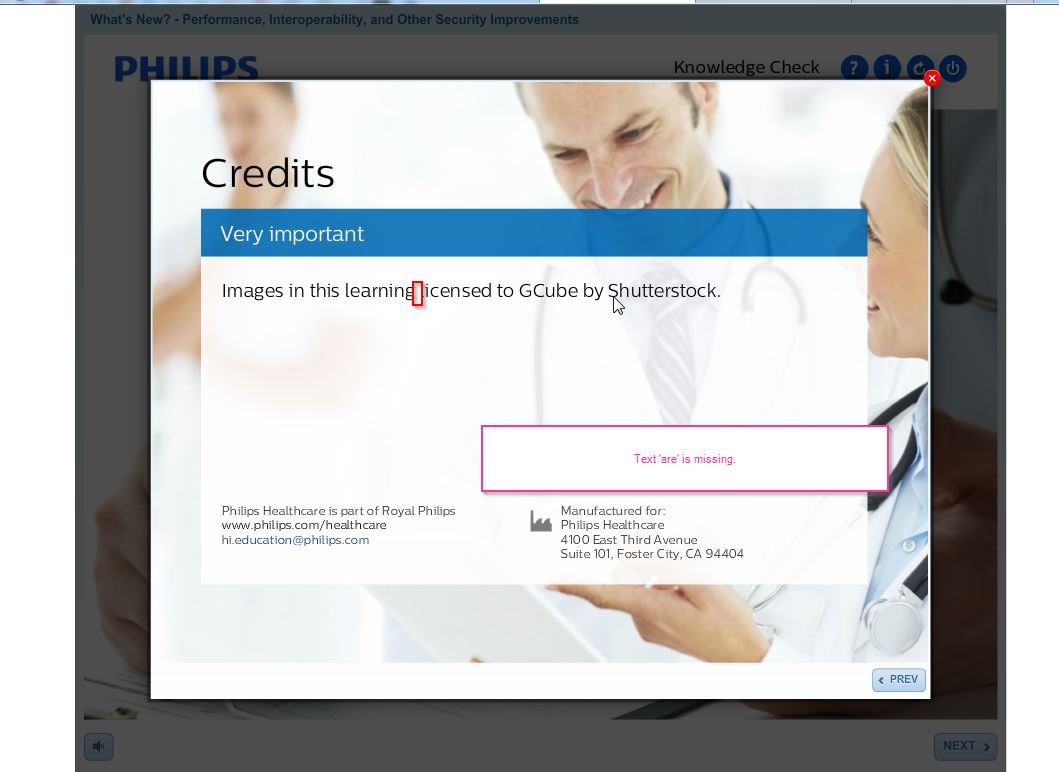 What's New? - Performance, Interoperability, and Other Security Improvements
PHILIPS
Knowledge Check
Credits
Very important
Images in this learning licensed to GCube by Shutterstock.
Text 'are' is missing.
Philips Healthcare is part of Royal Philips
www.philips.com/healthcare
hi.education@philips.com
Manufactured for:
Philips Healthcare
4100 East Third Avenue
Suite 101, Foster City, CA 94404
PREV
NEXT